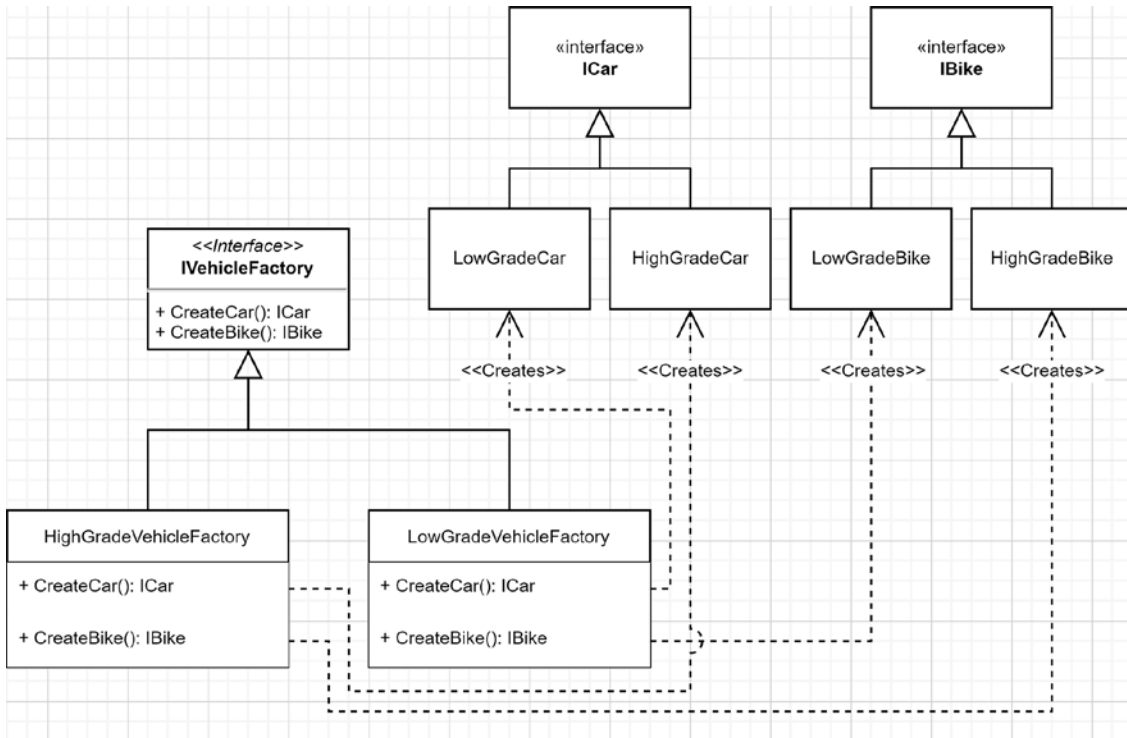 «interface»
ICar
«interface»
IBike
LowGradeCar
HighGradeCar
LowGradeBike
HighGradeBike
<<Interface>>
IVehicleFactory
+ CreateCar(): ICar
+ CreateBike(): IBike
<<Creates>>
<<Creates>>
<<Creates>>
<<Creates>>
HighGradeVehicleFactory
+ CreateCar(): ICar
+ CreateBike(): IBike
LowGradeVehicleFactory
+ CreateCar(): ICar
+ CreateBike(): IBike